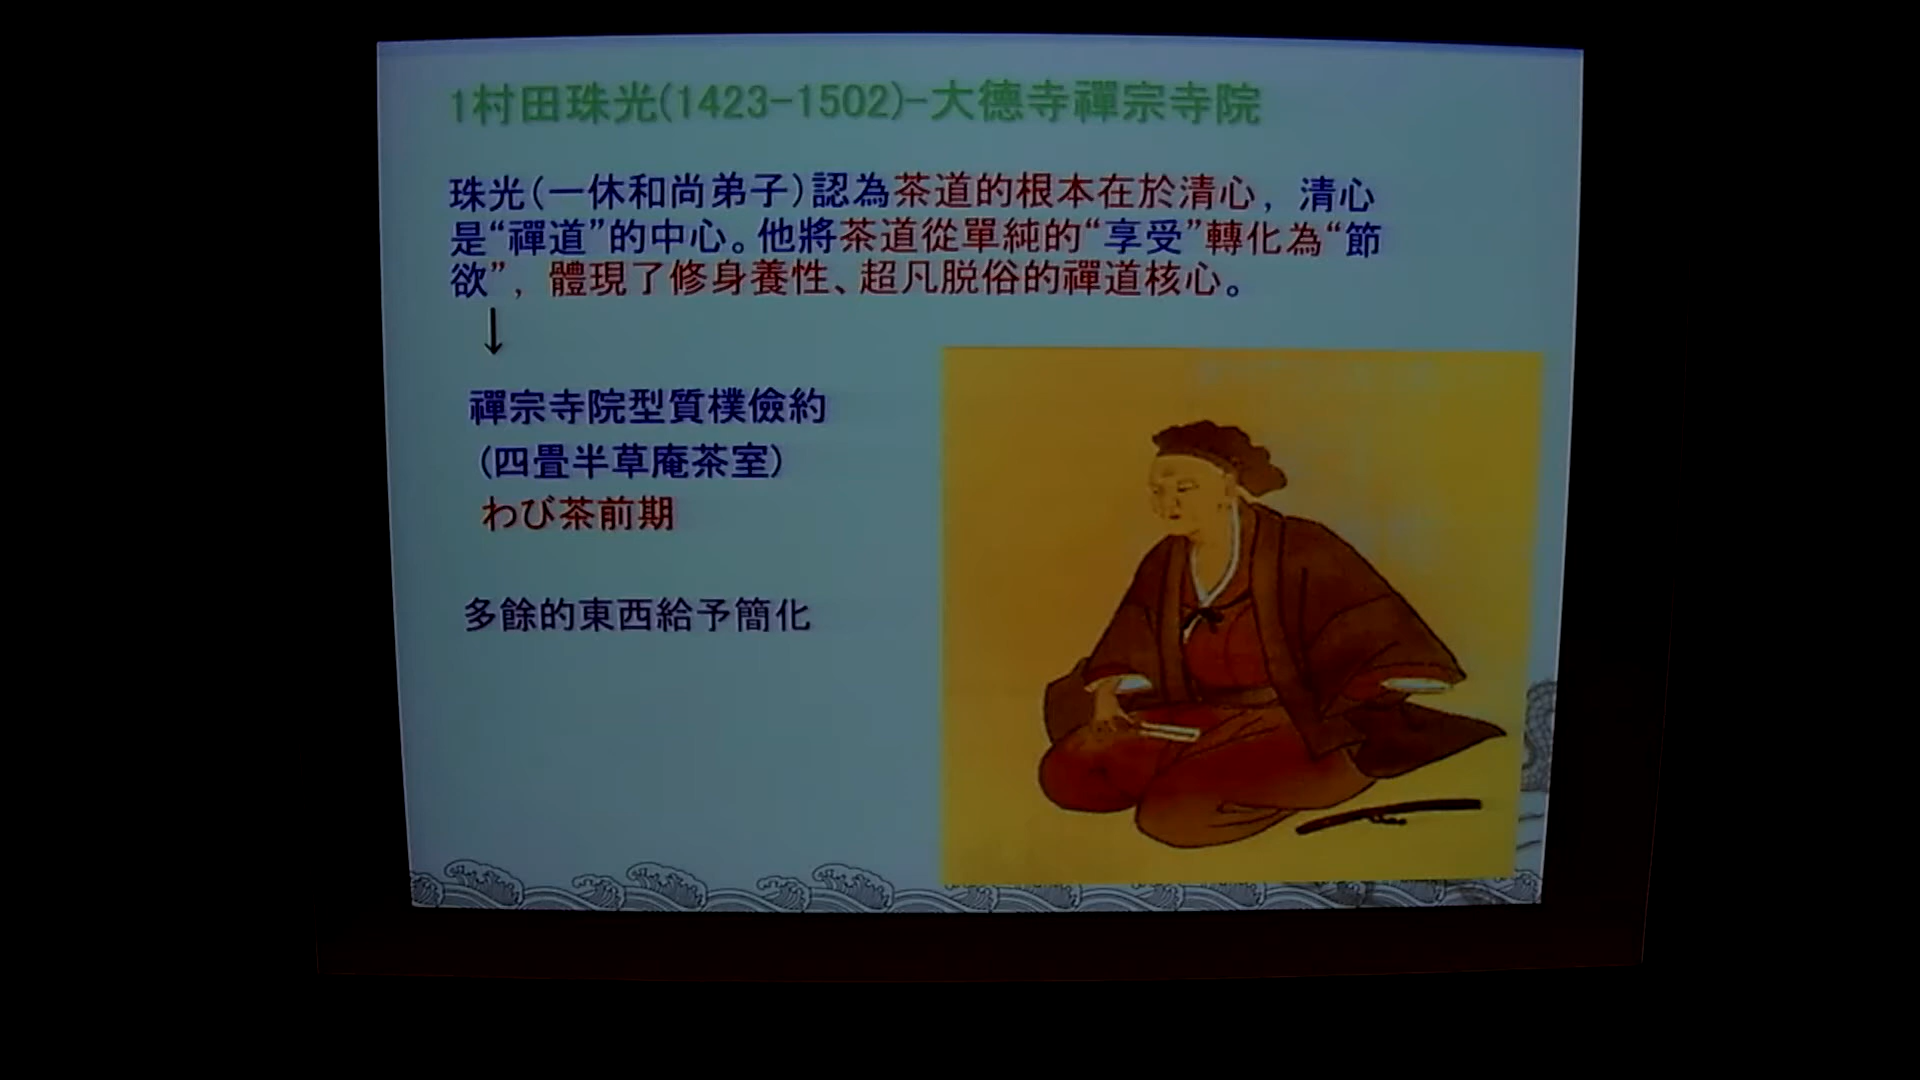 1村田珠光(1423-1502)-大德寺禪宗寺院
珠光(一休和尚弟子)認為茶道的根本在於清心，清心
是“禪道”的中心。他將茶道從單純的“享受”轉化為“節
欲”，體現了修身養性、超凡脱俗的禪道核心。
↓
禪宗寺院型質樸儉約
(四畳半草庵茶室)
わび茶前期
多餘的東西給予簡化